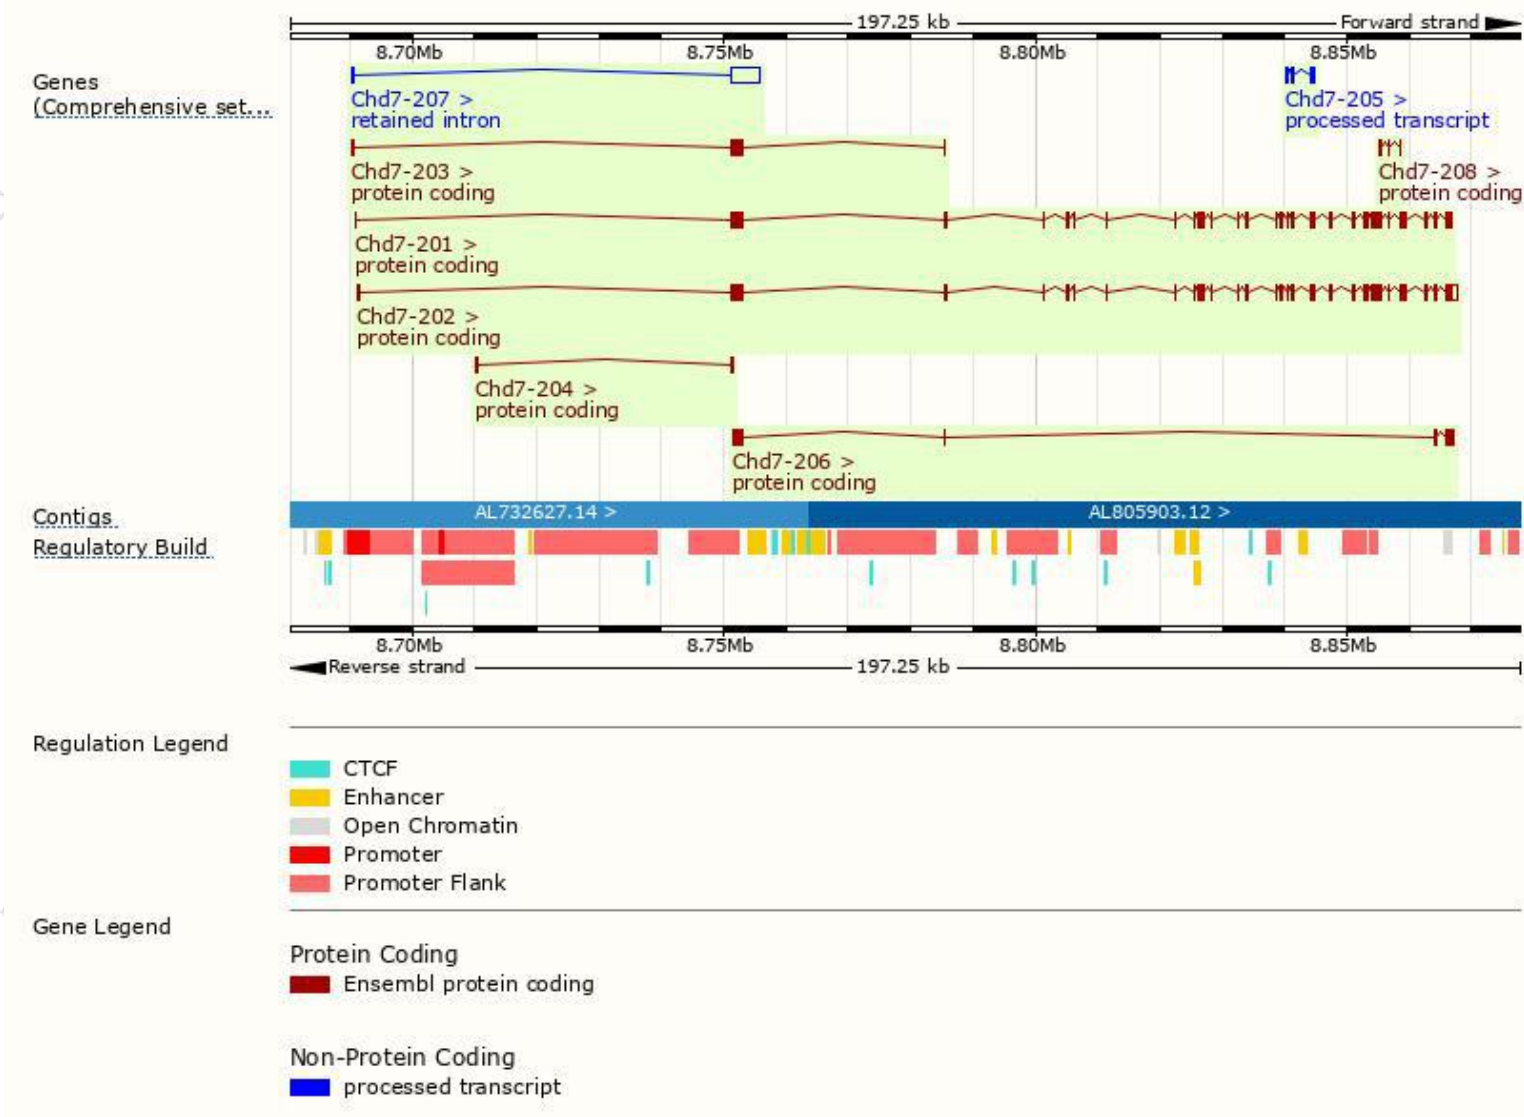 197.25 kb Forward strand
8.70Mb 8.75Mb 8.80Mb 8.85Mb
Genes
(Comprehensive set...
Chd7-207 >
retained intron
Chd7-205 >
processed transcript
Chd7-203 >
protein coding
Chd7-208 >
protein coding
Chd7-201 >
protein coding
Chd7-202 >
protein coding
Chd7-204 >
protein coding
Chd7-206 >
protein coding
Contigs AL732627.14 > AL805903.12 >
Regulatory Build
8.70Mb 8.75Mb 8.80Mb 8.85Mb
Reverse strand 197.25 kb
Regulation Legend
CTCF
Enhancer
Open Chromatin
Promoter
Promoter Flank
Gene Legend
Protein Coding
Ensembl protein coding
Non-Protein Coding
processed transcript